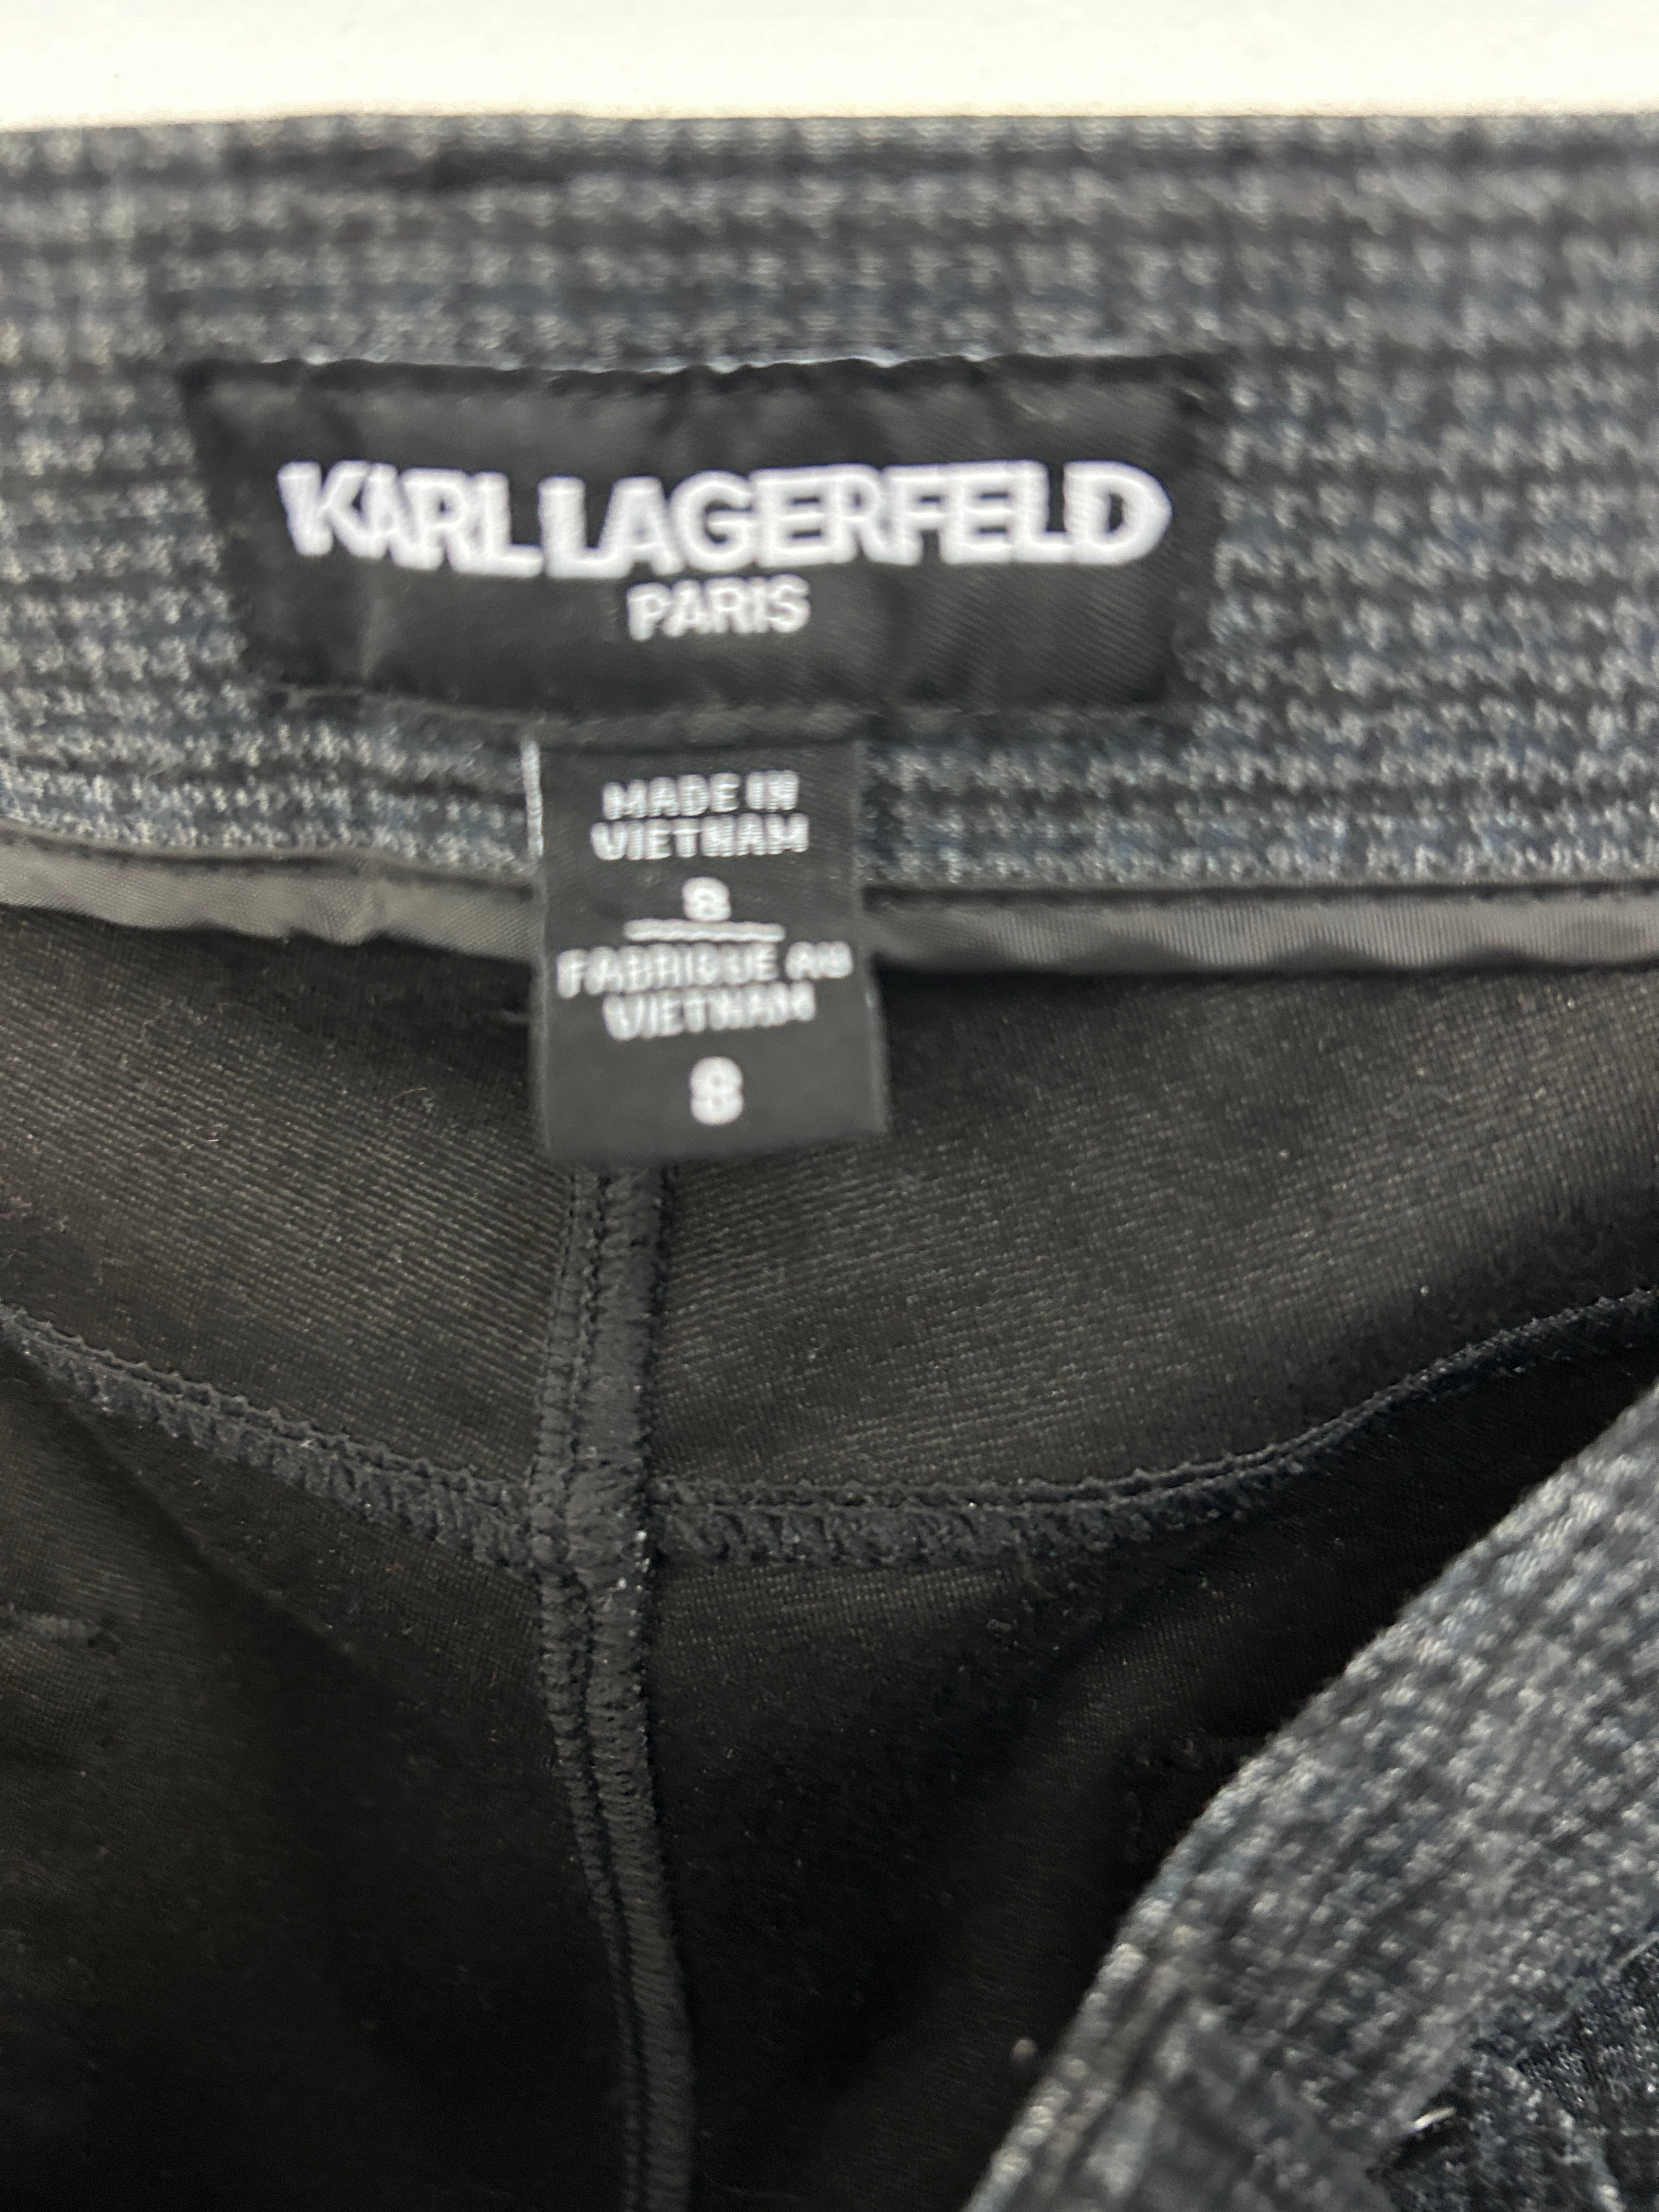 KARL LAGERFELD
PARIS
MADE IN
VIETNAM
8
FABRIQUE AU
VIETNAM
8